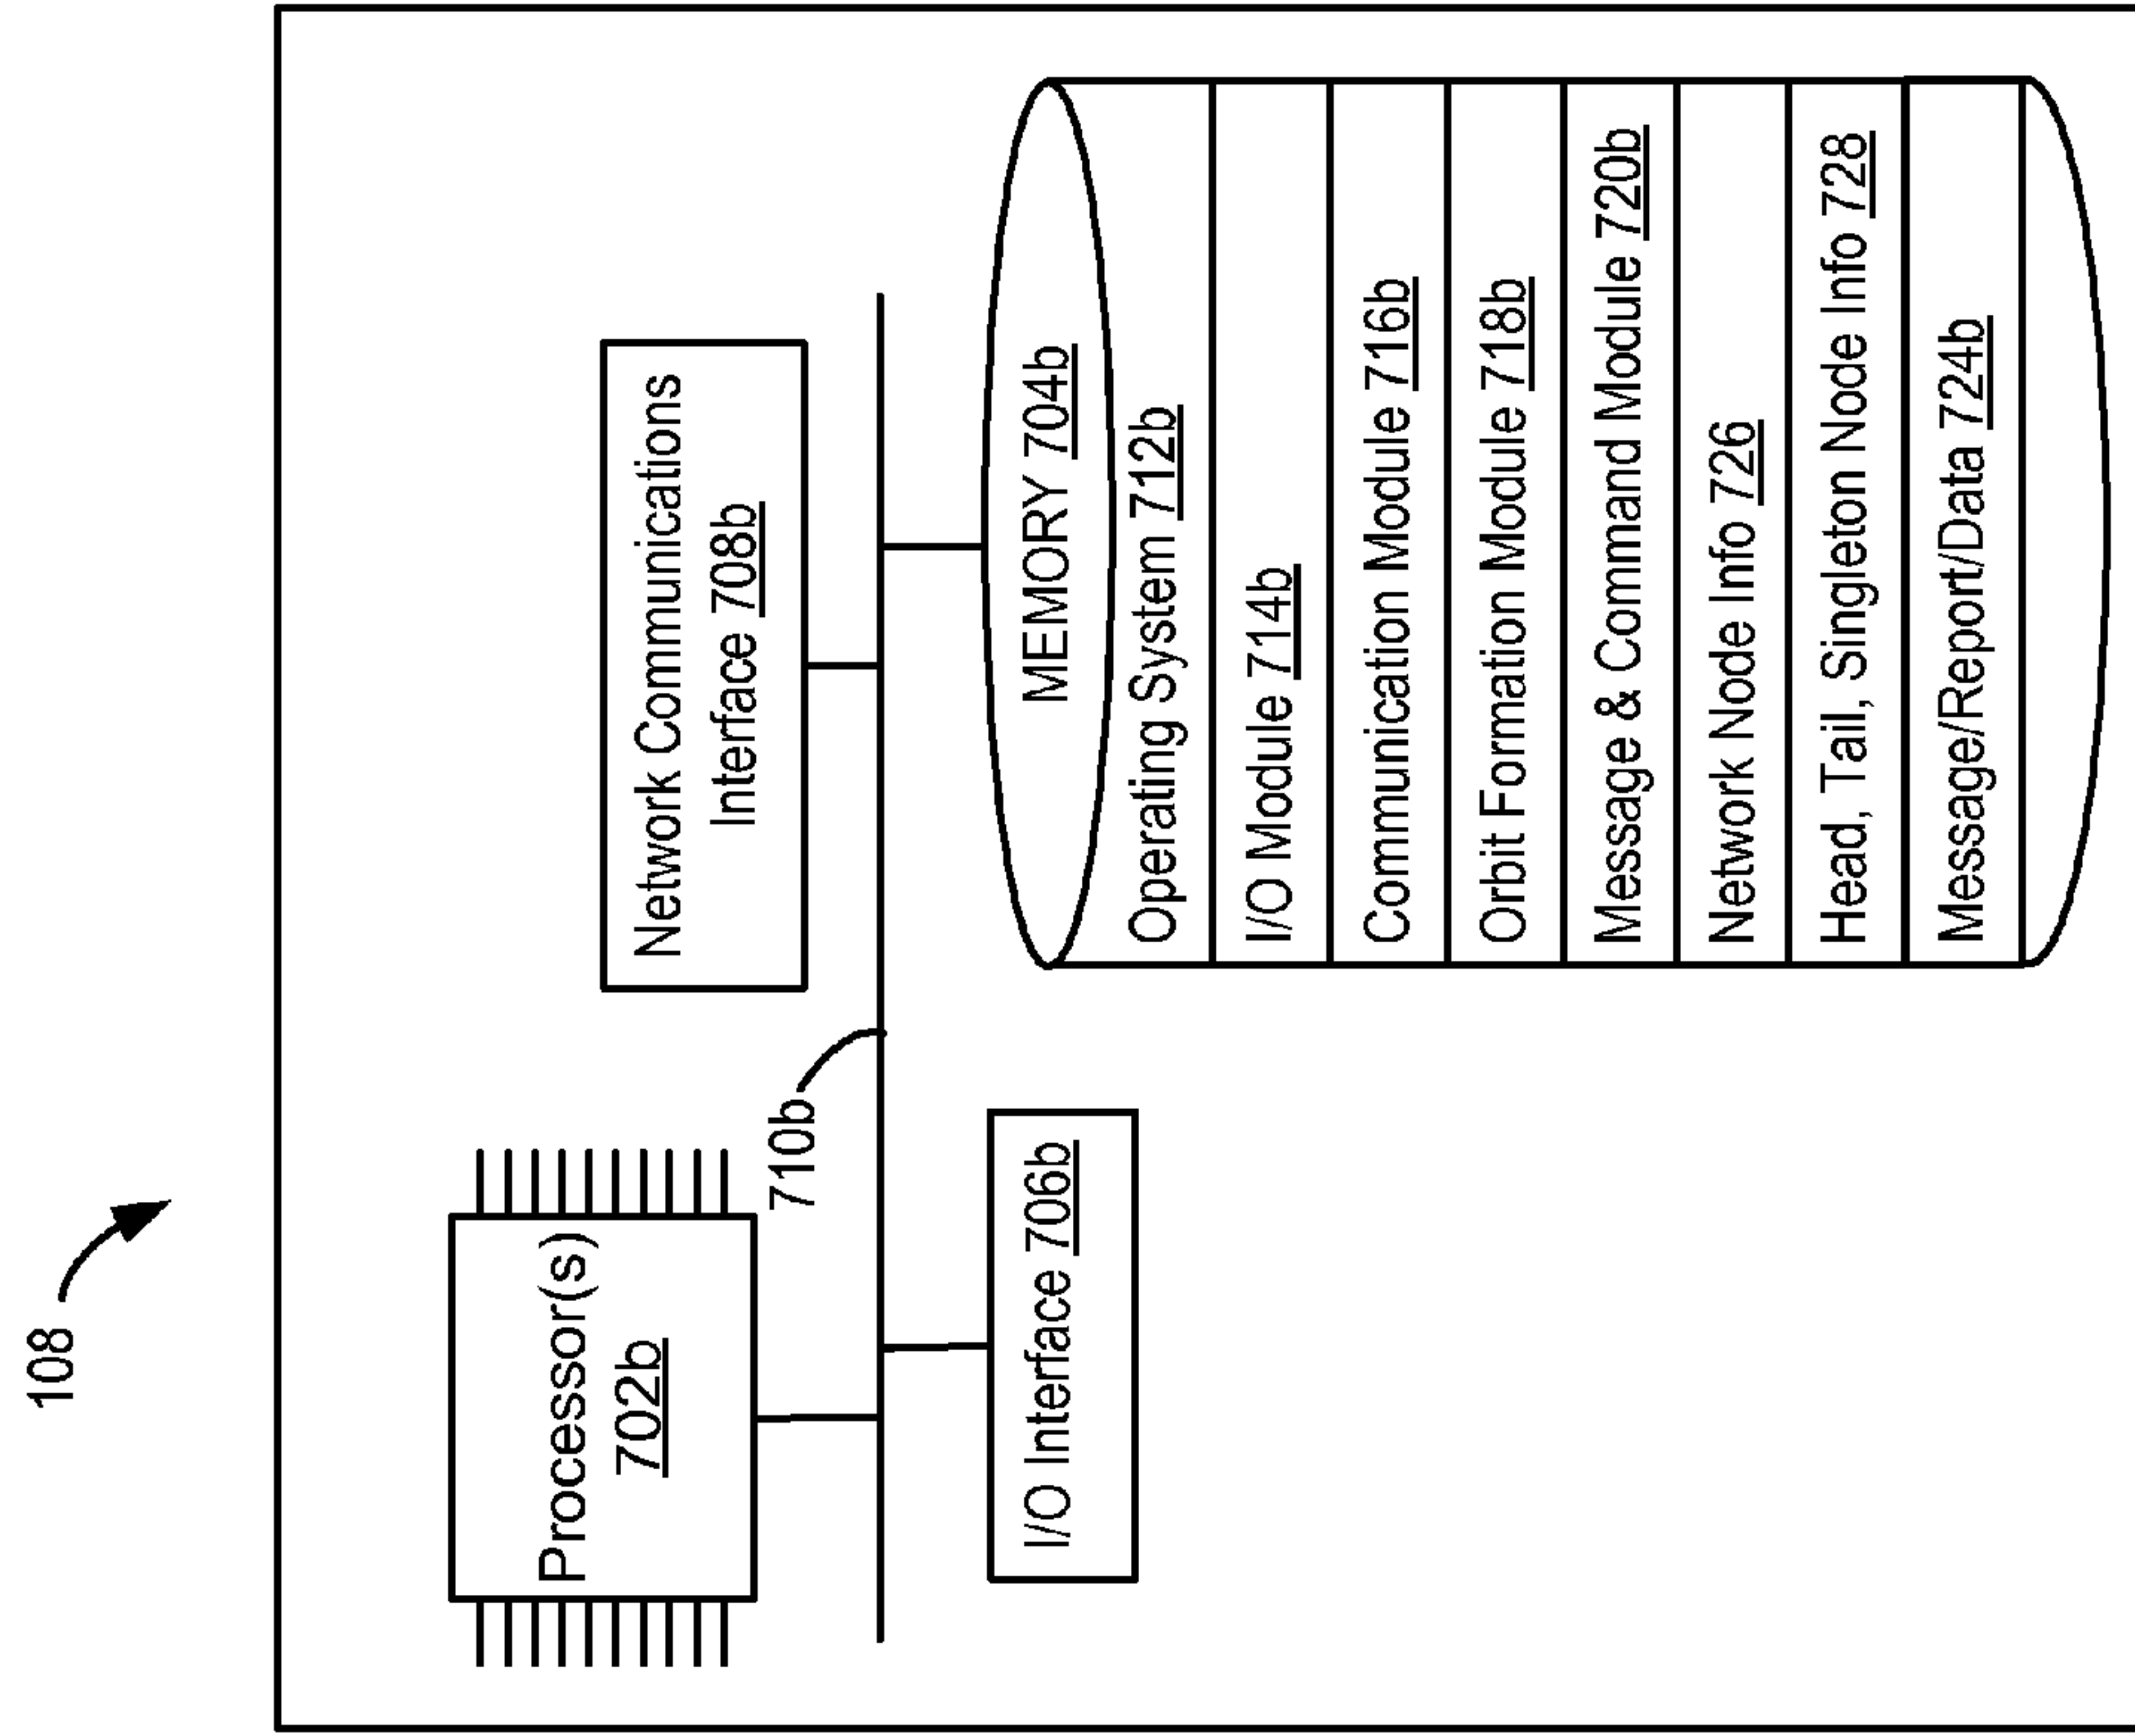 108
Processor(s)
702b
Network Communications
Interface 708b
710b
I/O Interface 706b
MEMORY 704b
Operating System 712b
I/O Module 714b
Communication Module 716b
Orbit Formation Module 718b
Message & Command Module 720b
Network Node Info 726
Head, Tail, Singleton Node Info 728
Message/Report/Data 724b